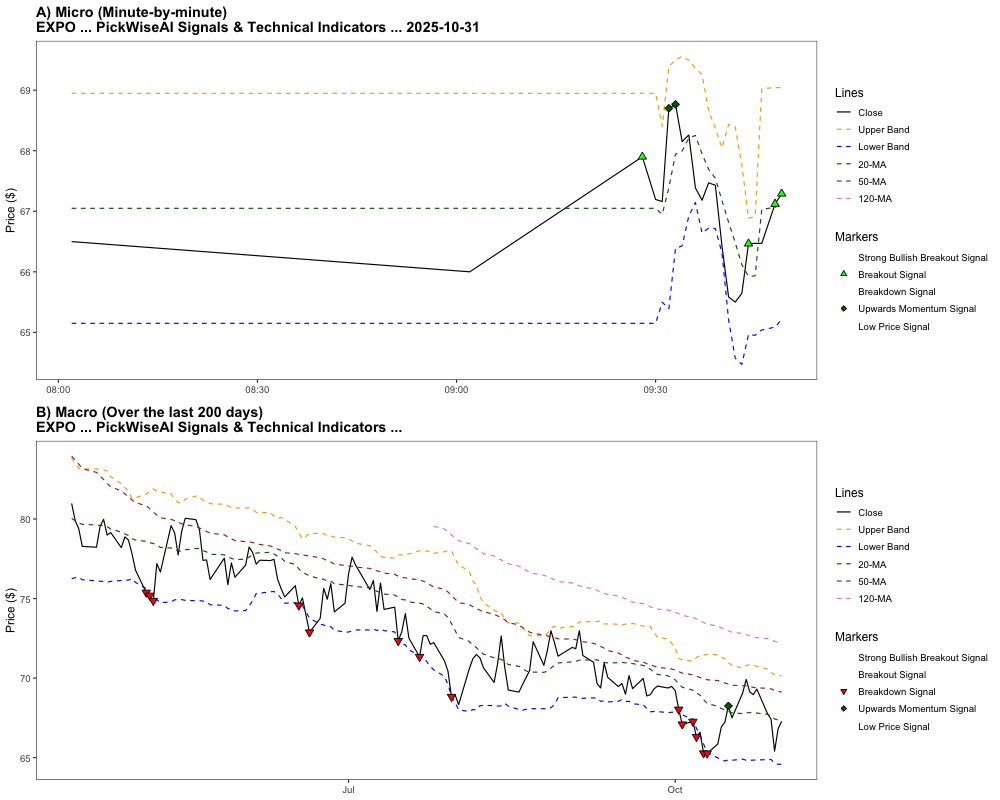 A) Micro (Minute-by-minute)
EXPO ... PickWiseAI Signals & Technical Indicators ... 2025-10-31
Price ($)
69
68
67
66
65
08:00
08:30
09:00
09:30
Lines
Close
Upper Band
Lower Band
20-MA
50-MA
120-MA
Markers
Strong Bullish Breakout Signal
Breakout Signal
Breakdown Signal
Upwards Momentum Signal
Low Price Signal
B) Macro (Over the last 200 days)
EXPO ... PickWiseAI Signals & Technical Indicators ...
Price ($)
80
75
70
65
Jul
Oct
Lines
Close
Upper Band
Lower Band
20-MA
50-MA
120-MA
Markers
Strong Bullish Breakout Signal
Breakout Signal
Breakdown Signal
Upwards Momentum Signal
Low Price Signal